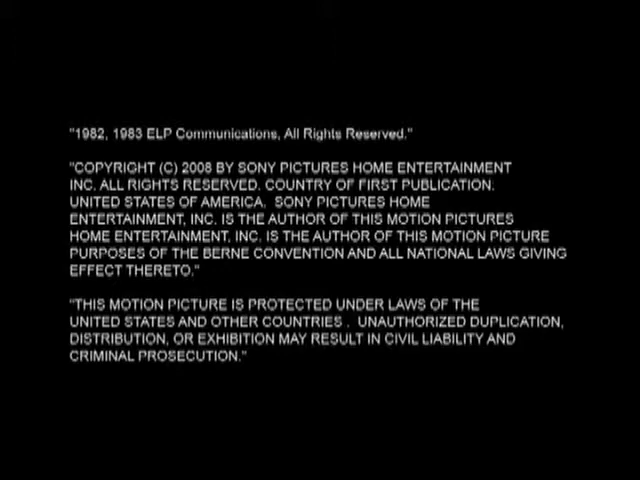 "1982, 1983 ELP Communications, All Rights Reserved."
"COPYRIGHT (C) 2008 BY SONY PICTURES HOME ENTERTAINMENT
INC. ALL RIGHTS RESERVED. COUNTRY OF FIRST PUBLICATION:
UNITED STATES OF AMERICA.  SONY PICTURES HOME
ENTERTAINMENT, INC. IS THE AUTHOR OF THIS MOTION PICTURES
HOME ENTERTAINMENT, INC. IS THE AUTHOR OF THIS MOTION PICTURE
PURPOSES OF THE BERNE CONVENTION AND ALL NATIONAL LAWS GIVING
EFFECT THERETO."
"THIS MOTION PICTURE IS PROTECTED UNDER LAWS OF THE
UNITED STATES AND OTHER COUNTRIES .  UNAUTHORIZED DUPLICATION,
DISTRIBUTION, OR EXHIBITION MAY RESULT IN CIVIL LIABILITY AND
CRIMINAL PROSECUTION."